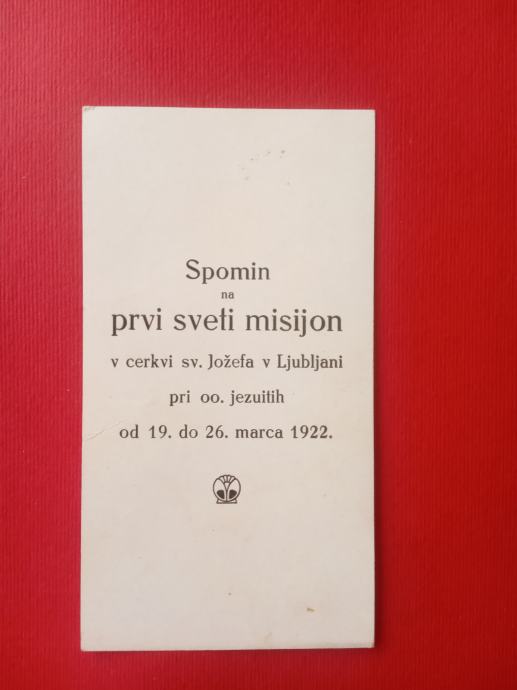 Spomin
na
prvi sveti misijon
v cerkvi sv. Jožefa v Ljubljani
pri oo. jezuitih
od 19. do 26. marca 1922.